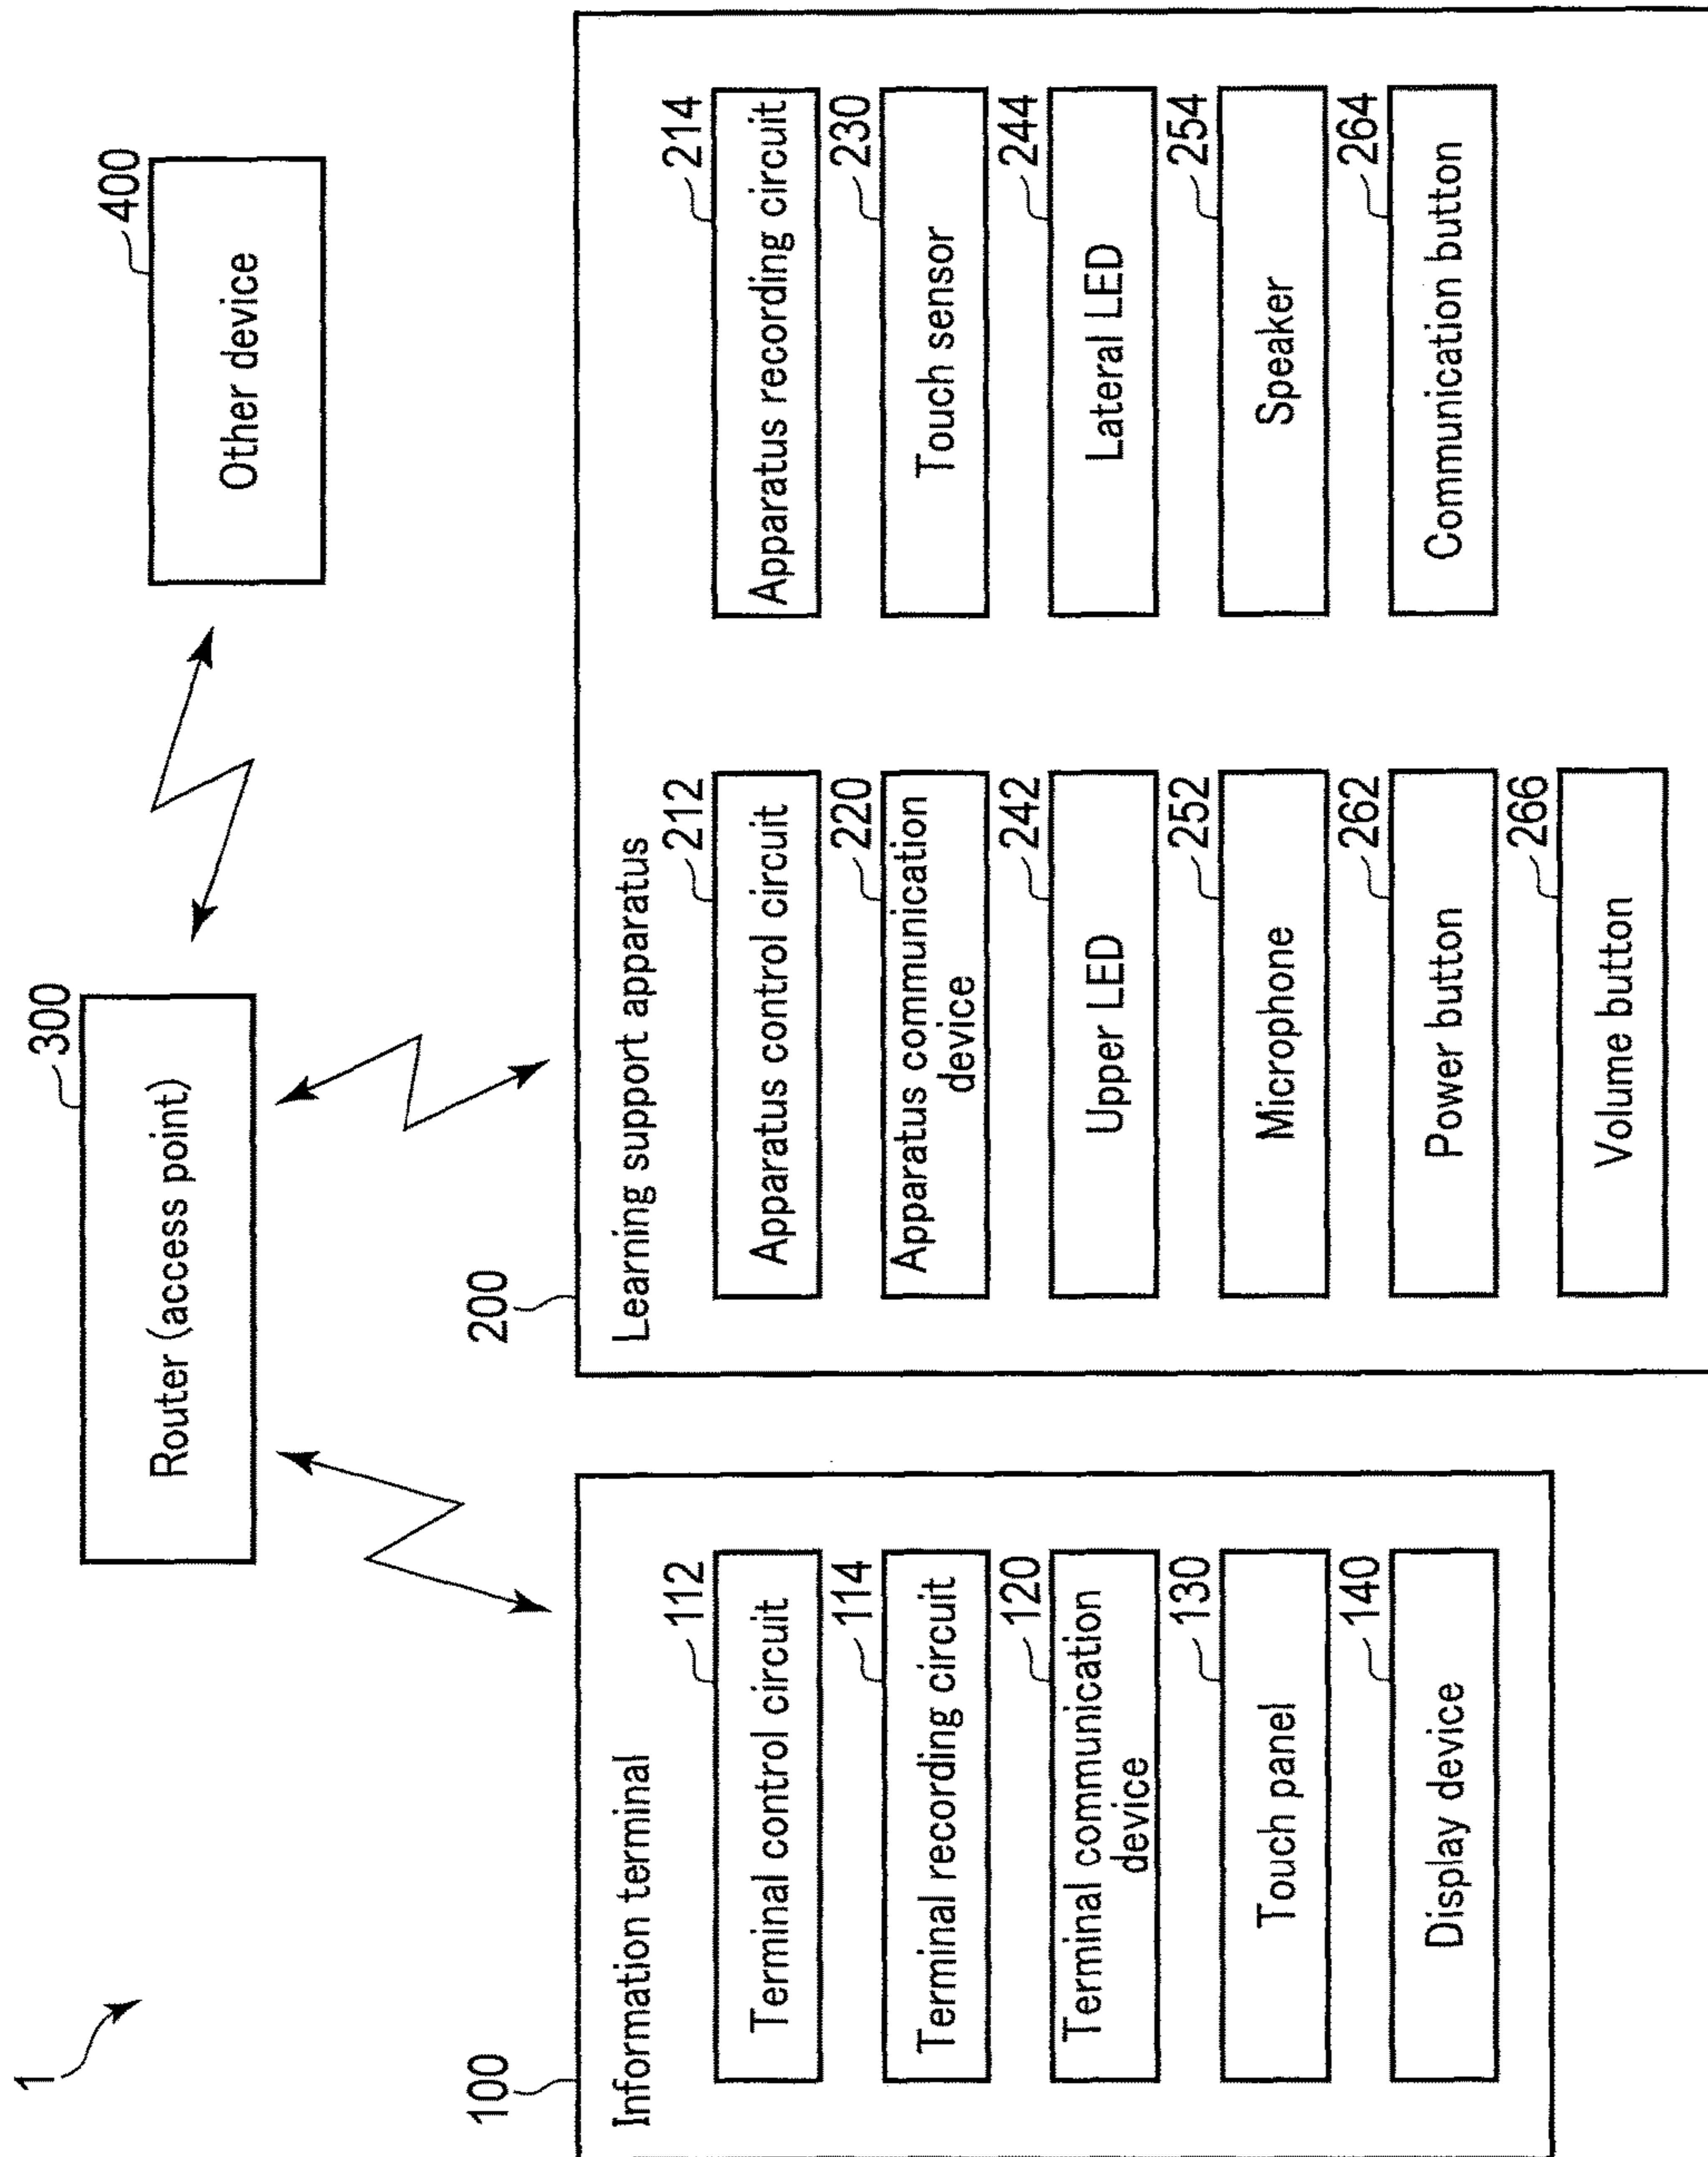 1
300
Router (access point)
400
Other device
100
Information terminal
112
Terminal control circuit
114
Terminal recording circuit
120
Terminal communication
device
130
Touch panel
140
Display device
200
Learning support apparatus
212
Apparatus control circuit
214
Apparatus recording circuit
220
Apparatus communication
device
230
Touch sensor
242
Upper LED
244
Lateral LED
252
Microphone
254
Speaker
262
Power button
264
Communication button
266
Volume button